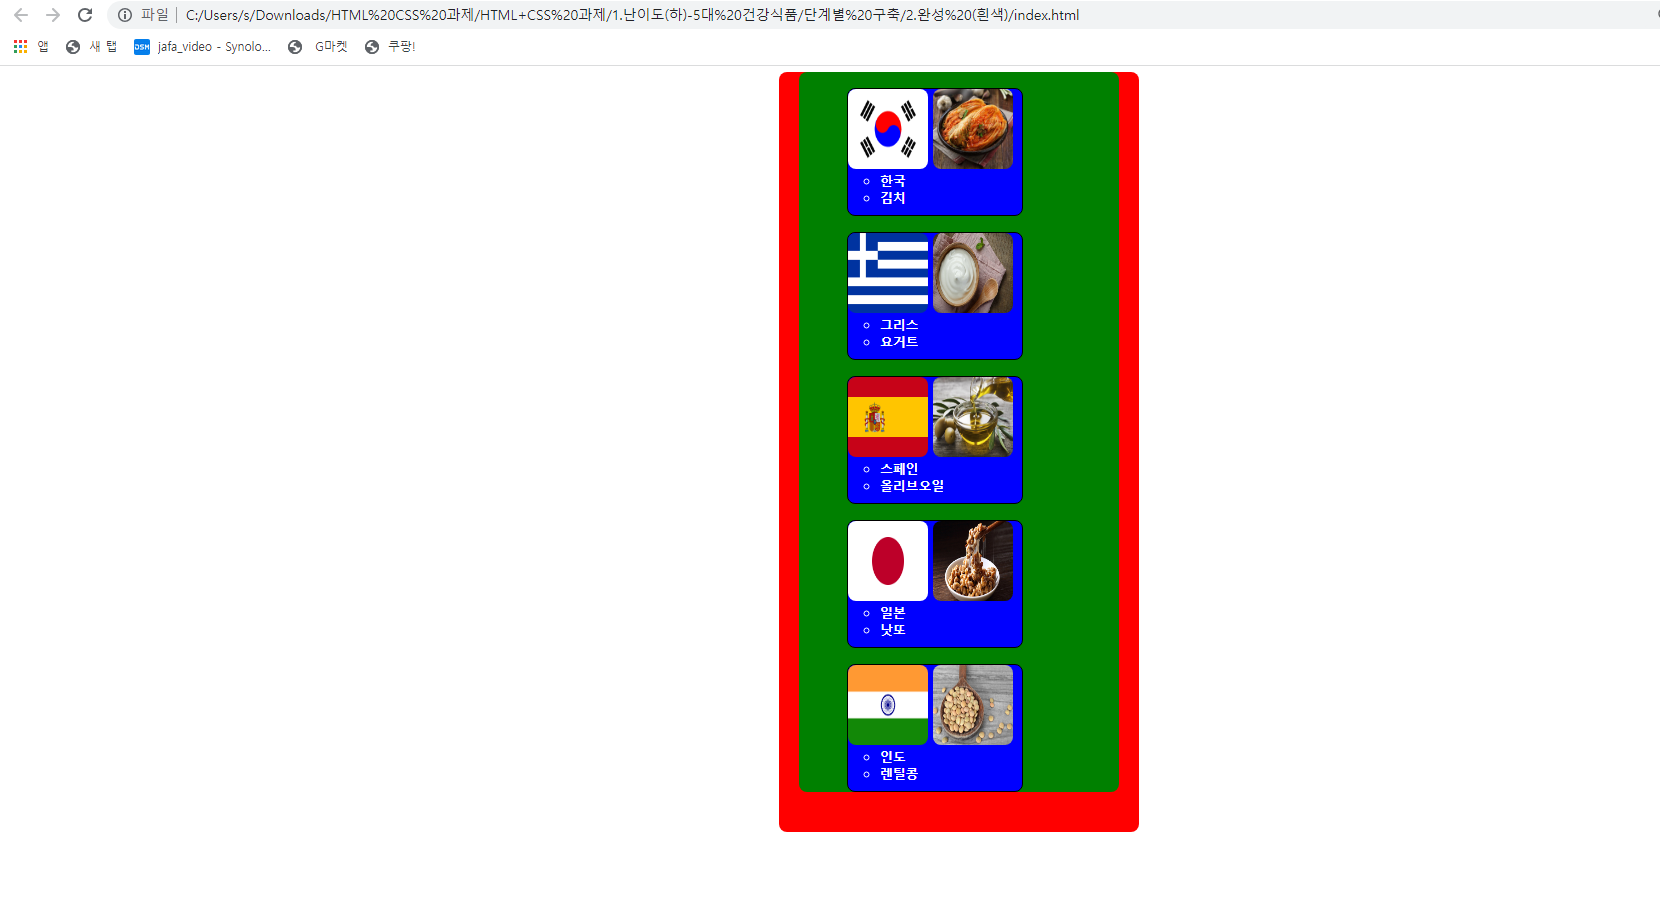 파일 | C:/Users/s/Downloads/HTML%20CSS%20과제/HTML+CSS%20과제/1.난이도(하)-5대%20건강식품/단계별%20구축/2.완성%20(흰색)/index.html
앱 새 탭 DSM jafa_video - Synolo... G마켓 쿠팡!
한국
김치
그리스
요거트
스페인
올리브오일
일본
낫또
인도
렌틸콩